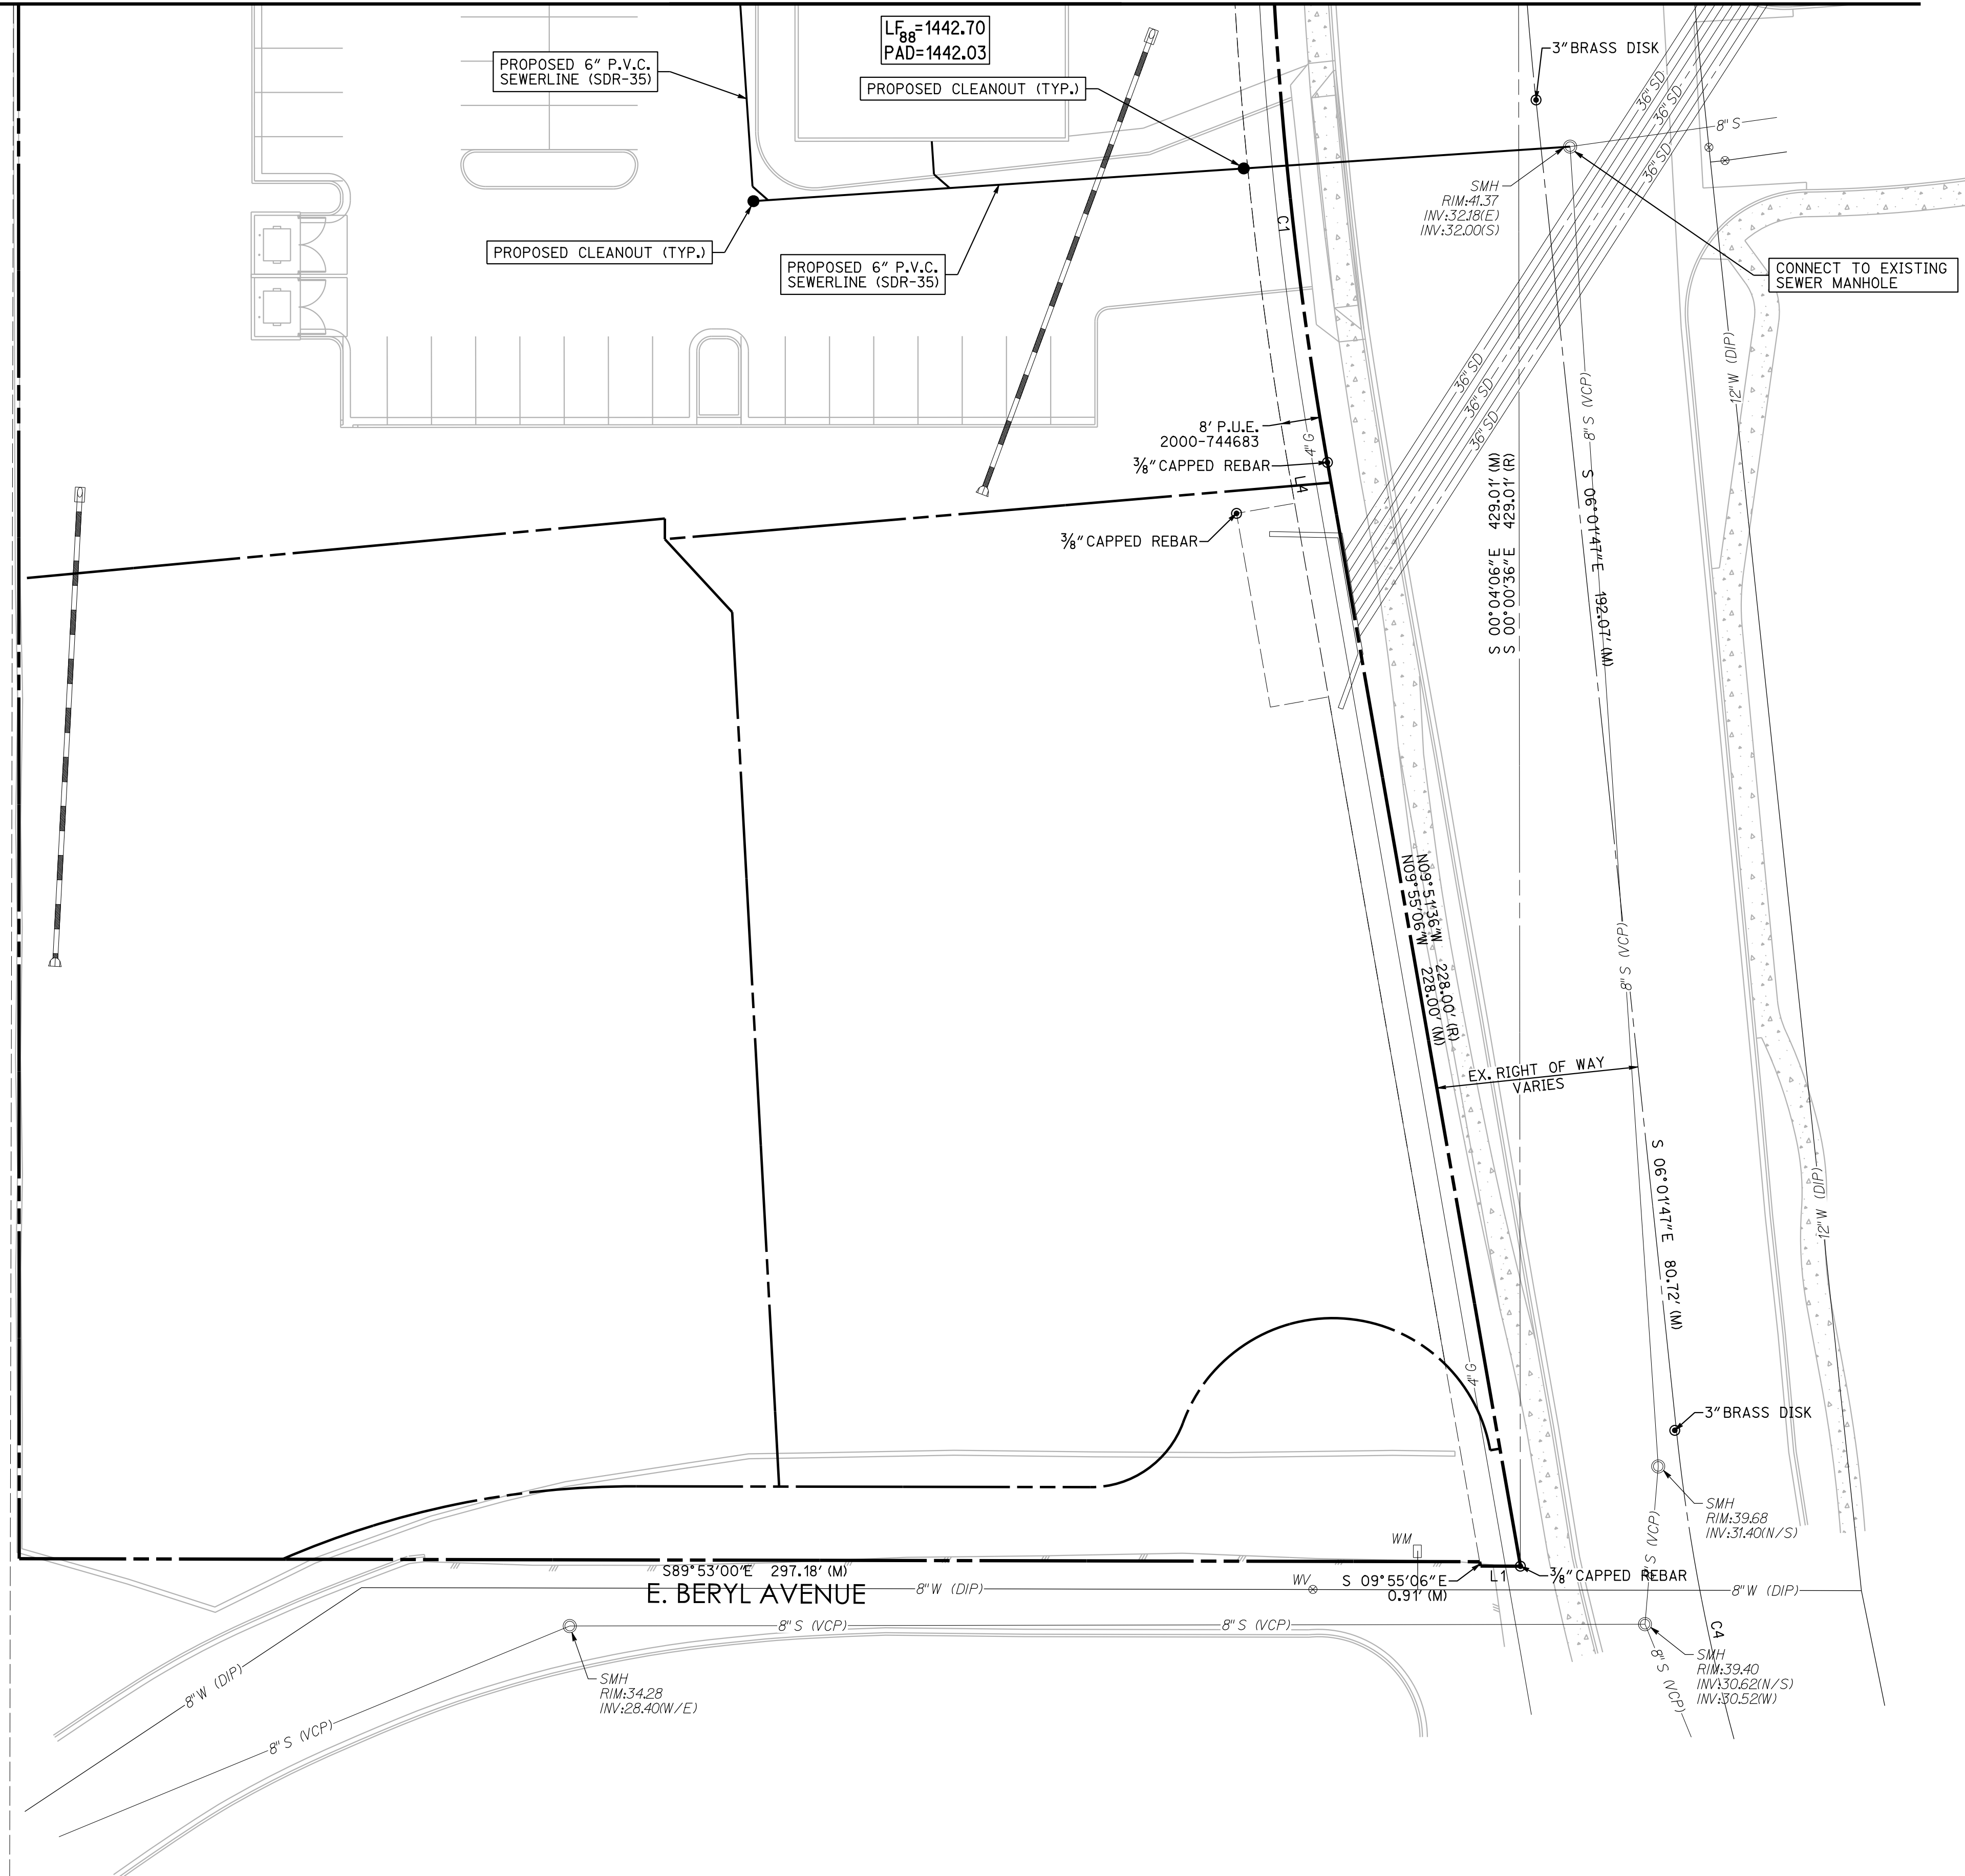 LF88=1442.70
PAD=1442.03
PROPOSED 6" P.V.C.
SEWERLINE (SDR-35)
PROPOSED CLEANOUT (TYP.)
3" BRASS DISK
36" SD
36" SD
36" SD
8" S
SMH
RIM:41.37
INV:32.18(E)
INV:32.00(S)
C1
PROPOSED CLEANOUT (TYP.)
PROPOSED 6" P.V.C.
SEWERLINE (SDR-35)
CONNECT TO EXISTING
SEWER MANHOLE
36" SD
36" SD
36" SD
12"W (DIP)
8" S (VCP)
8' P.U.E.
2000-744683
4" G
⅜" CAPPED REBAR
L4
⅜" CAPPED REBAR
S 00°04'06"E 429.01' (M)
S 00°00'36"E 429.01' (R)
S 06°01'47"E 192.07' (M)
N09°51'36"W 228.00' (R)
N09°55'06"W 228.00' (M)
8" S (VCP)
EX. RIGHT OF WAY
VARIES
S 06°01'47"E 80.72' (M)
12"W (DIP)
4" G
3" BRASS DISK
SMH
RIM:39.68
INV:31.40(N/S)
8" S (VCP)
WM
S89°53'00"E 297.18' (M)
E. BERYL AVENUE
8"W (DIP)
WV
S 09°55'06"E
0.91' (M)
L1
⅜" CAPPED REBAR
8"W (DIP)
8" S (VCP)
8" S (VCP)
C4
8" S (VCP)
SMH
RIM:39.40
INV:30.62(N/S)
INV:30.52(W)
SMH
RIM:34.28
INV:28.40(W/E)
8"W (DIP)
8" S (VCP)